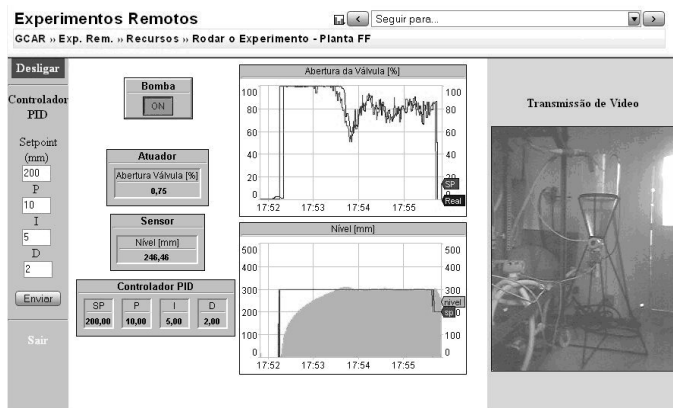 Experimentos Remotos
Seguir para...
GCAR » Exp. Rem. » Recursos » Rodar o Experimento - Planta FF
Desligar
Controlador
PID
Setpoint
(mm)
200
P
10
I
5
D
2
Enviar
Sair
Bomba
ON
Atuador
Abertura Válvula [%]
0,75
Sensor
Nível [mm]
246,46
Controlador PID
SP P I D
200,00 10,00 5,00 2,00
Abertura da Válvula [%]
100 100
80 80
60 60
40 40
20 20
SP
0 0
Real
17:52 17:53 17:54 17:55
Nível [mm]
500 500
400 400
300 300
nivel
200 sp 0
100 100
0 0
17:52 17:53 17:54 17:55
Transmissão de Video